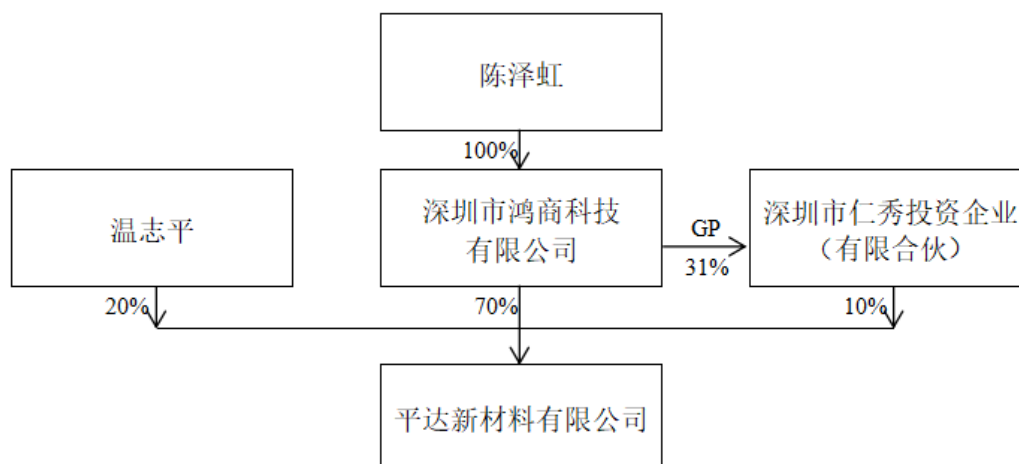 陈泽虹
100%
温志平
深圳市鸿商科技
有限公司
GP
31%
深圳市仁秀投资企业
（有限合伙）
20%
70%
10%
平达新材料有限公司